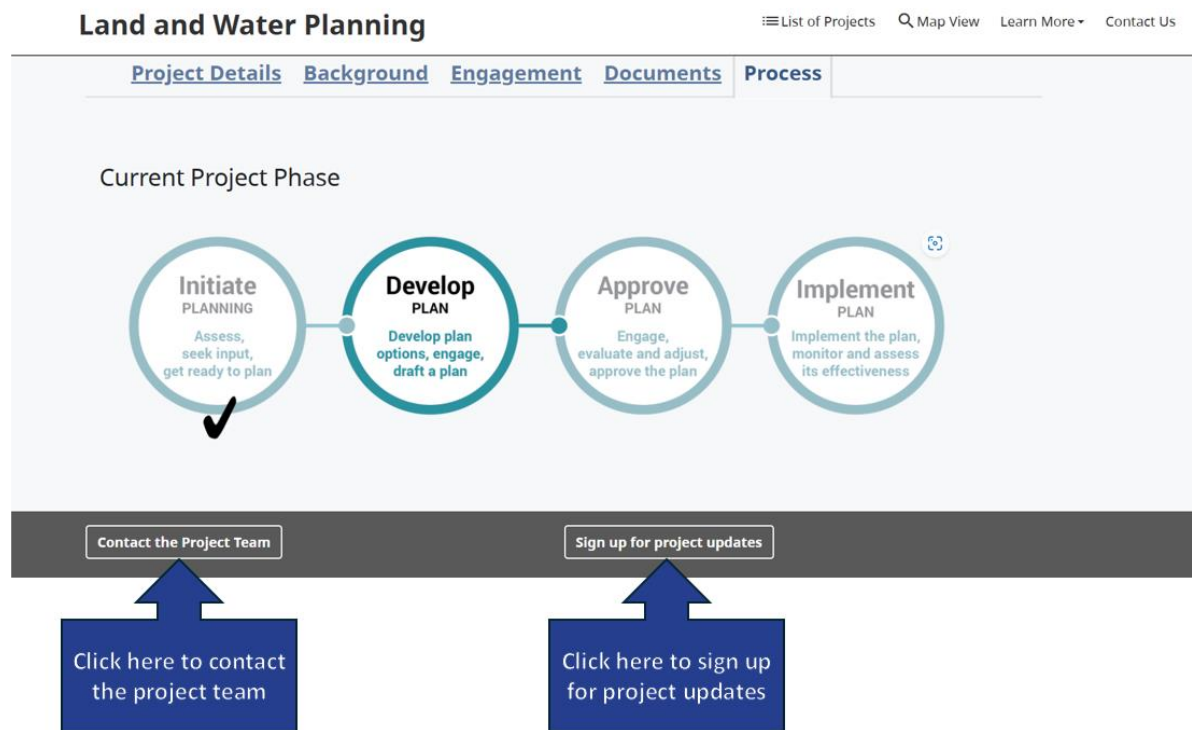 Land and Water Planning
List of Projects Map View Learn More Contact Us
Project Details Background Engagement Documents Process
Current Project Phase
Initiate
PLANNING
Assess,
seek input,
get ready to plan
Develop
PLAN
Develop plan
options, engage,
draft a plan
Approve
PLAN
Engage,
evaluate and adjust,
approve the plan
Implement
PLAN
Implement the plan,
monitor and assess
its effectiveness
Contact the Project Team
Sign up for project updates
Click here to contact
the project team
Click here to sign up
for project updates